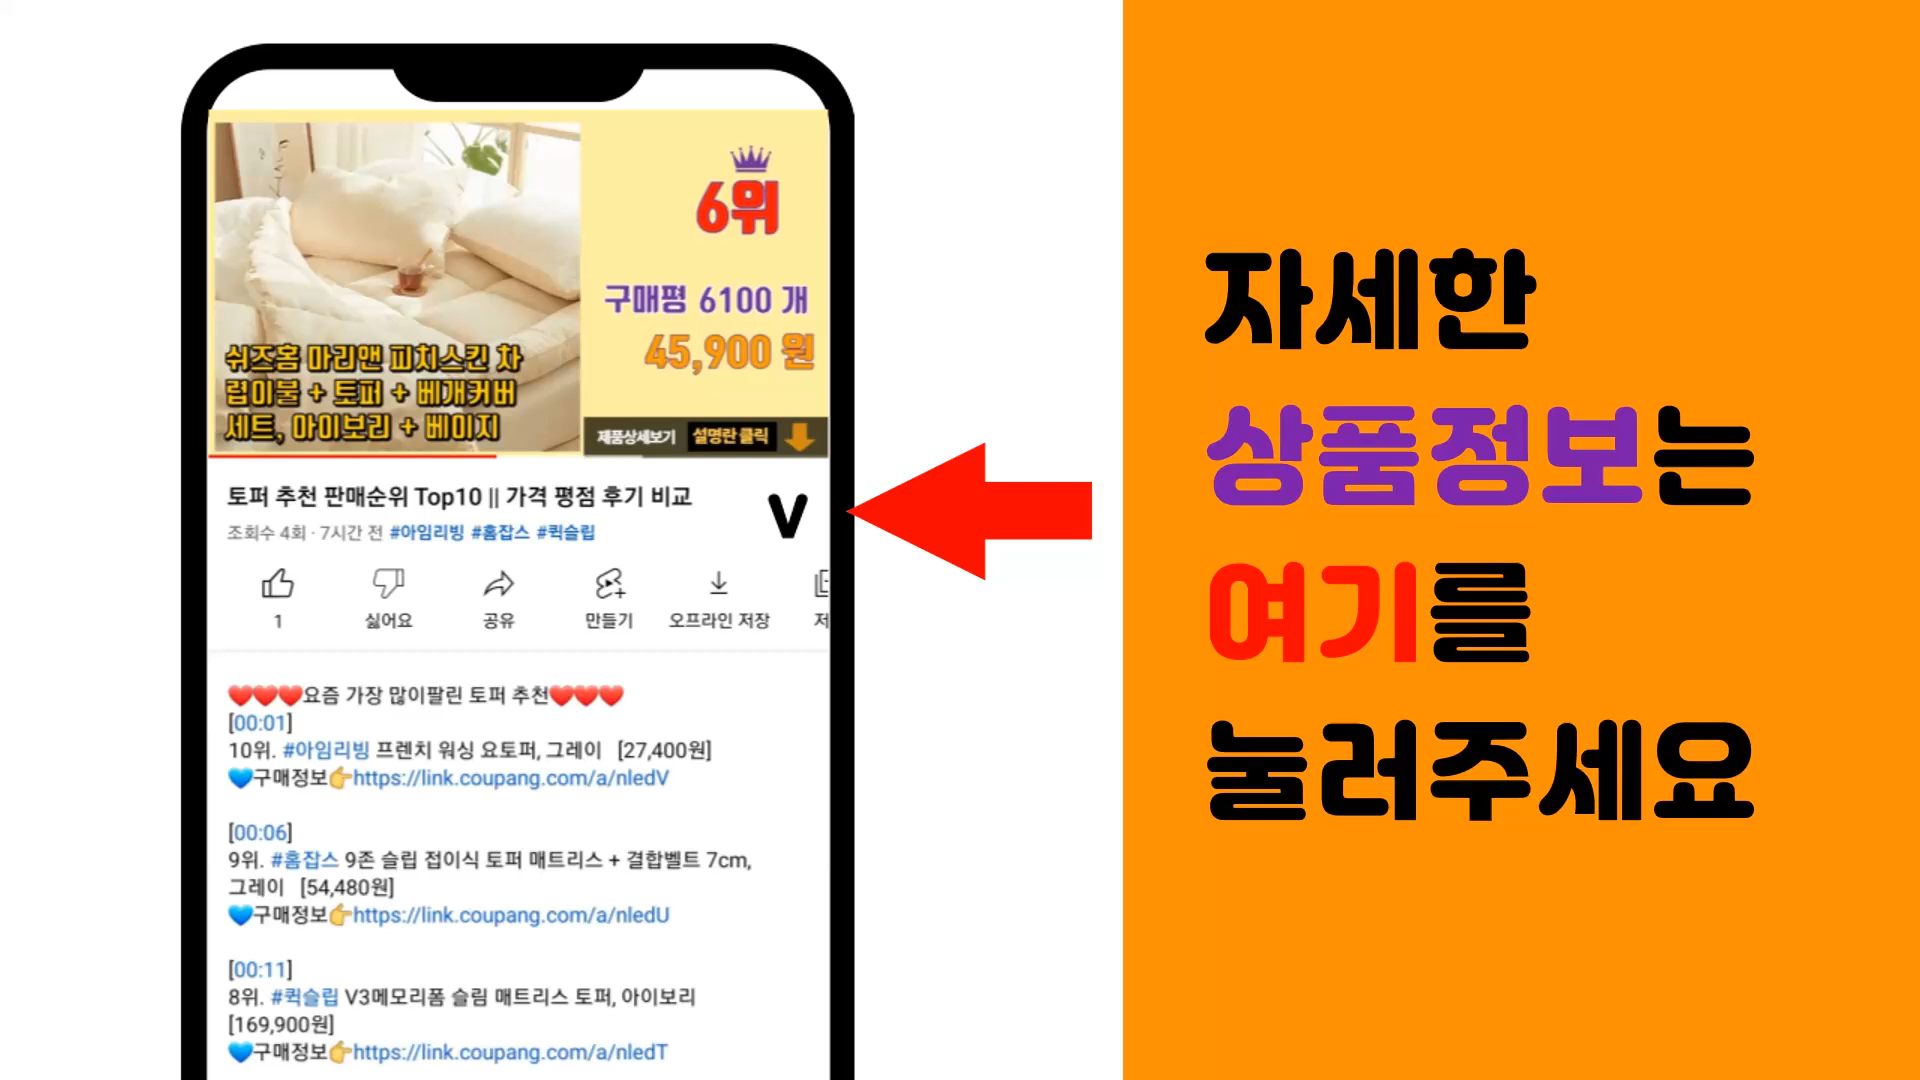 6위
구매평 6100 개
45,900 원
쉬즈홈 마리앤 피치스킨 차
렵이불 + 토퍼 + 베개커버
세트, 아이보리 + 베이지
제품상세보기 설명란 클릭
토퍼 추천 판매순위 Top10 || 가격 평점 후기 비교
V
조회수 4회 · 7시간 전 #아임리빙 #홈잡스 #퀵슬립
1 싫어요 공유 만들기 오프라인 저장 저
❤️❤️❤️요즘 가장 많이팔린 토퍼 추천❤️❤️❤️
[00:01]
10위. #아임리빙 프렌치 워싱 요토퍼, 그레이 [27,400원]
💙구매정보👉https://link.coupang.com/a/nledV
[00:06]
9위. #홈잡스 9존 슬립 접이식 토퍼 매트리스 + 결합벨트 7cm,
그레이 [54,480원]
💙구매정보👉https://link.coupang.com/a/nledU
[00:11]
8위. #퀵슬립 V3메모리폼 슬림 매트리스 토퍼, 아이보리
[169,900원]
💙구매정보👉https://link.coupang.com/a/nledT
자세한
상품정보는
여기를
눌러주세요